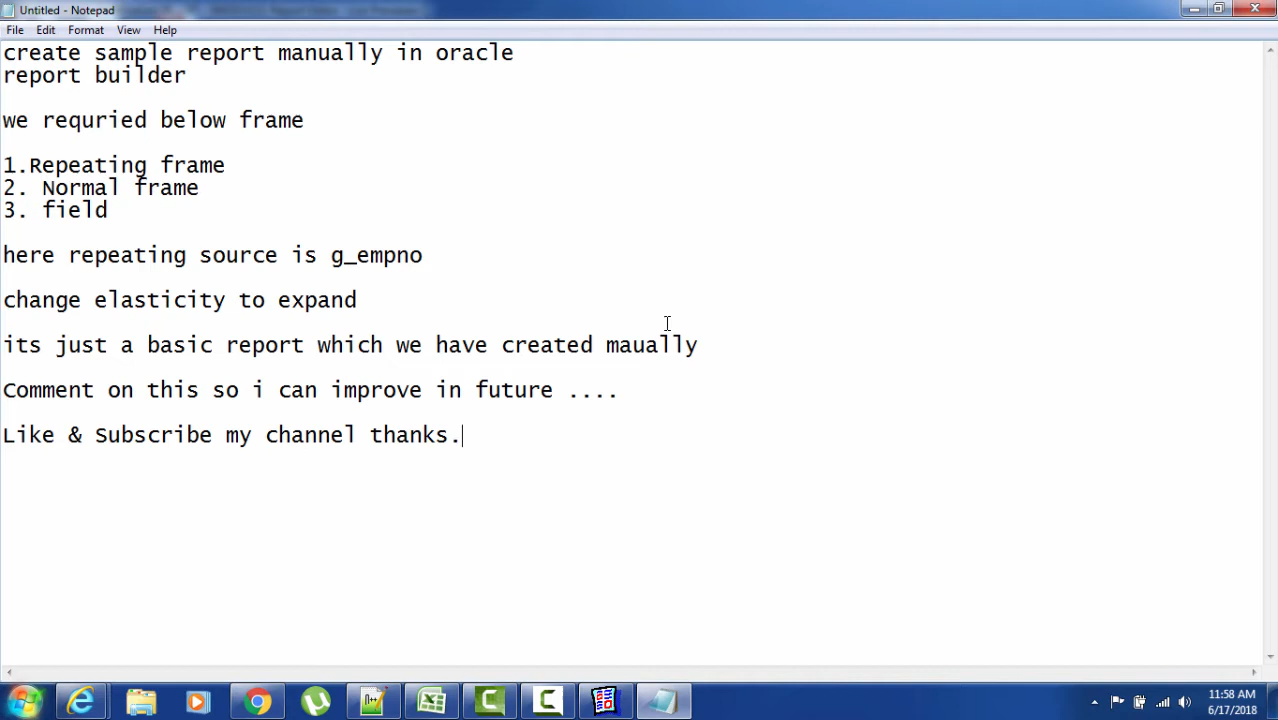 Untitled - Notepad
File Edit Format View Help
create sample report manually in oracle
report builder
we requried below frame
1.Repeating frame
2. Normal frame
3. field
here repeating source is g_empno
change elasticity to expand
its just a basic report which we have created maually
Comment on this so i can improve in future ....
Like & Subscribe my channel thanks.
11:58 AM
6/17/2018